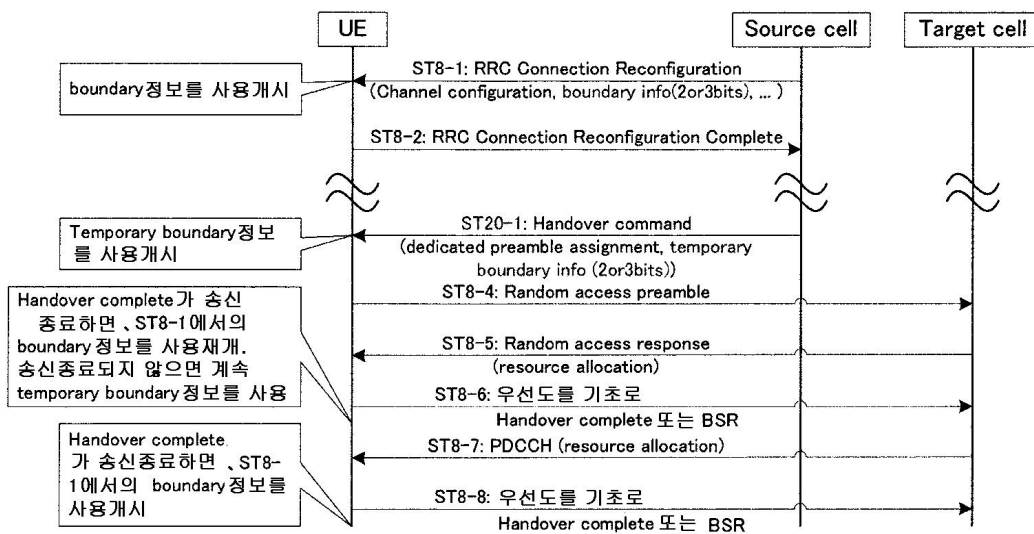 UE
Source cell
Target cell
boundary정보를 사용개시
ST8-1: RRC Connection Reconfiguration
(Channel configuration, boundary info(2or3bits), ... )
ST8-2: RRC Connection Reconfiguration Complete
Temporary boundary정보
를 사용개시
ST20-1: Handover command
(dedicated preamble assignment, temporary
boundary info (2or3bits))
Handover complete가 송신
종료하면、ST8-1에서의
boundary정보를 사용재개.
송신종료되지 않으면 계속
temporary boundary정보를 사용
ST8-4: Random access preamble
ST8-5: Random access response
(resource allocation)
ST8-6: 우선도를 기초로
Handover complete 또는 BSR
Handover complete
가 송신종료하면 、ST8-
1에서의 boundary정보를
사용개시
ST8-7: PDCCH (resource allocation)
ST8-8: 우선도를 기초로
Handover complete 또는 BSR